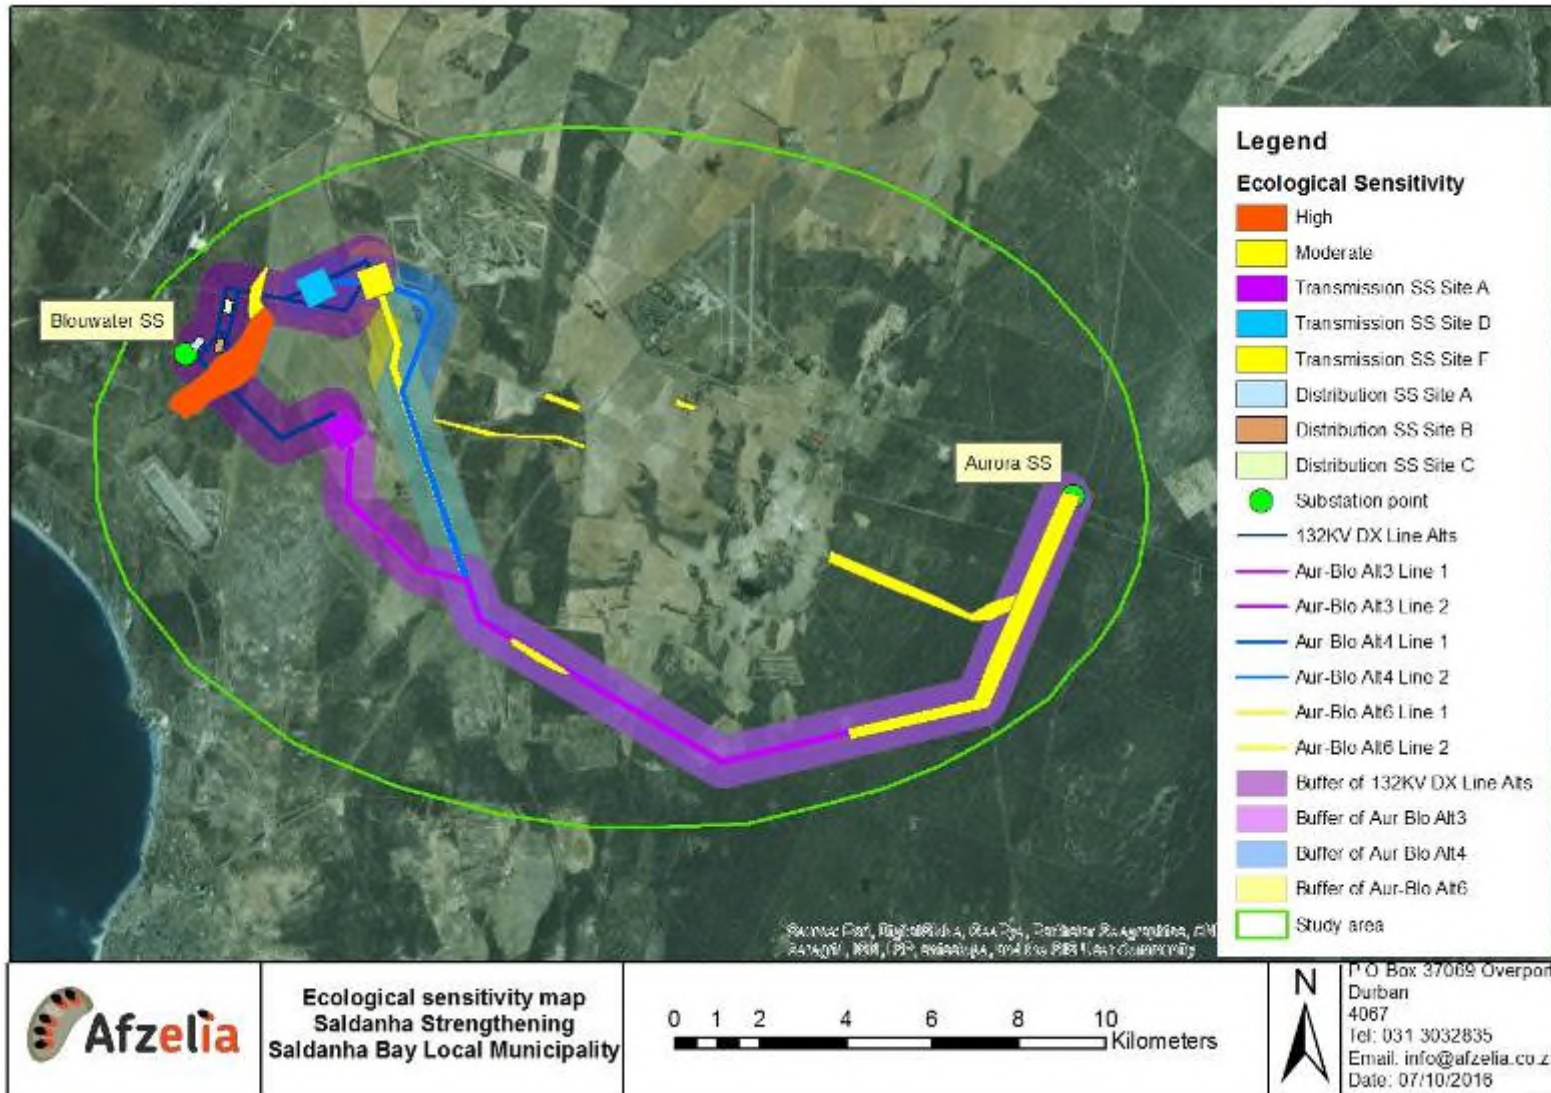 Blouwater SS
Aurora SS
Legend
Ecological Sensitivity
High
Moderate
Transmission SS Site A
Transmission SS Site D
Transmission SS Site F
Distribution SS Site A
Distribution SS Site B
Distribution SS Site C
Substation point
132KV DX Line Alts
Aur-Blo Alt3 Line 1
Aur-Blo Alt3 Line 2
Aur-Blo Alt4 Line 1
Aur-Blo Alt4 Line 2
Aur-Blo Alt6 Line 1
Aur-Blo Alt6 Line 2
Buffer of 132KV DX Line Alts
Buffer of Aur Blo Alt3
Buffer of Aur Blo Alt4
Buffer of Aur-Blo Alt6
Study area
Afzelia
Ecological sensitivity map
Saldanha Strengthening
Saldanha Bay Local Municipality
0 1 2 4 6 8 10
Kilometers
N
P O Box 37069 Overport
Durban
4067
Tel: 031 3032835
Email: info@afzelia.co.z
Date: 07/10/2016